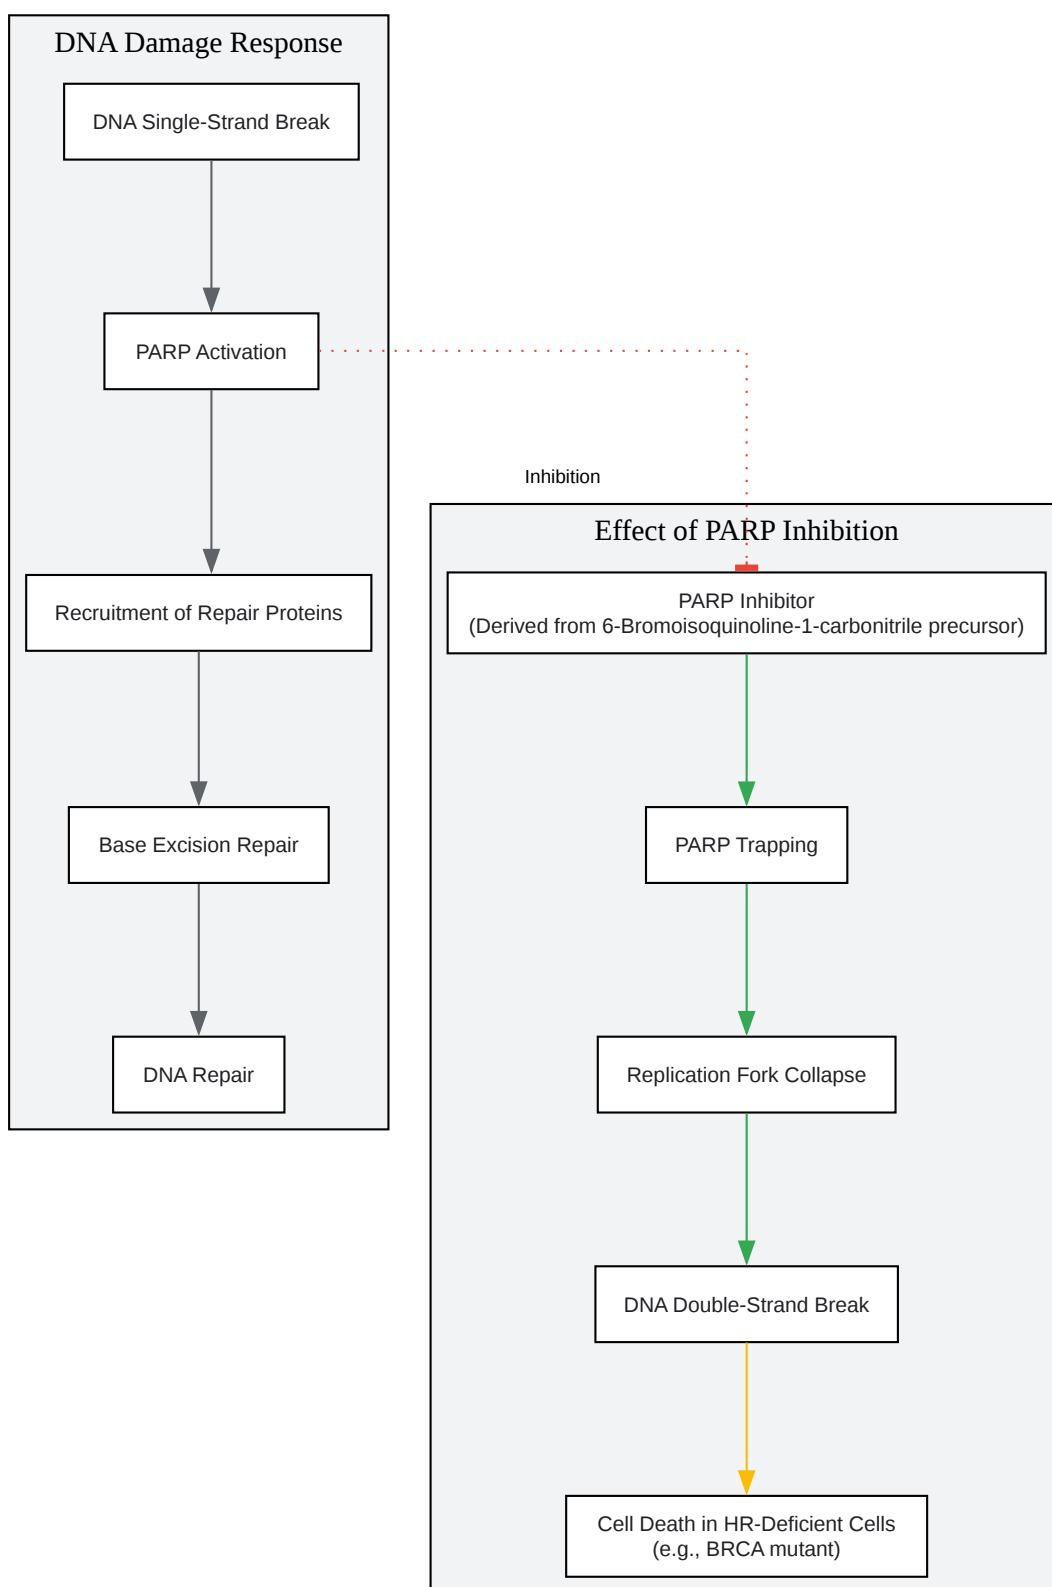 DNA Damage Response
DNA Single-Strand Break
PARP Activation
Recruitment of Repair Proteins
Base Excision Repair
DNA Repair
Inhibition
Effect of PARP Inhibition
PARP Inhibitor
(Derived from 6-Bromoisoquinoline-1-carbonitrile precursor)
PARP Trapping
Replication Fork Collapse
DNA Double-Strand Break
Cell Death in HR-Deficient Cells
(e.g., BRCA mutant)